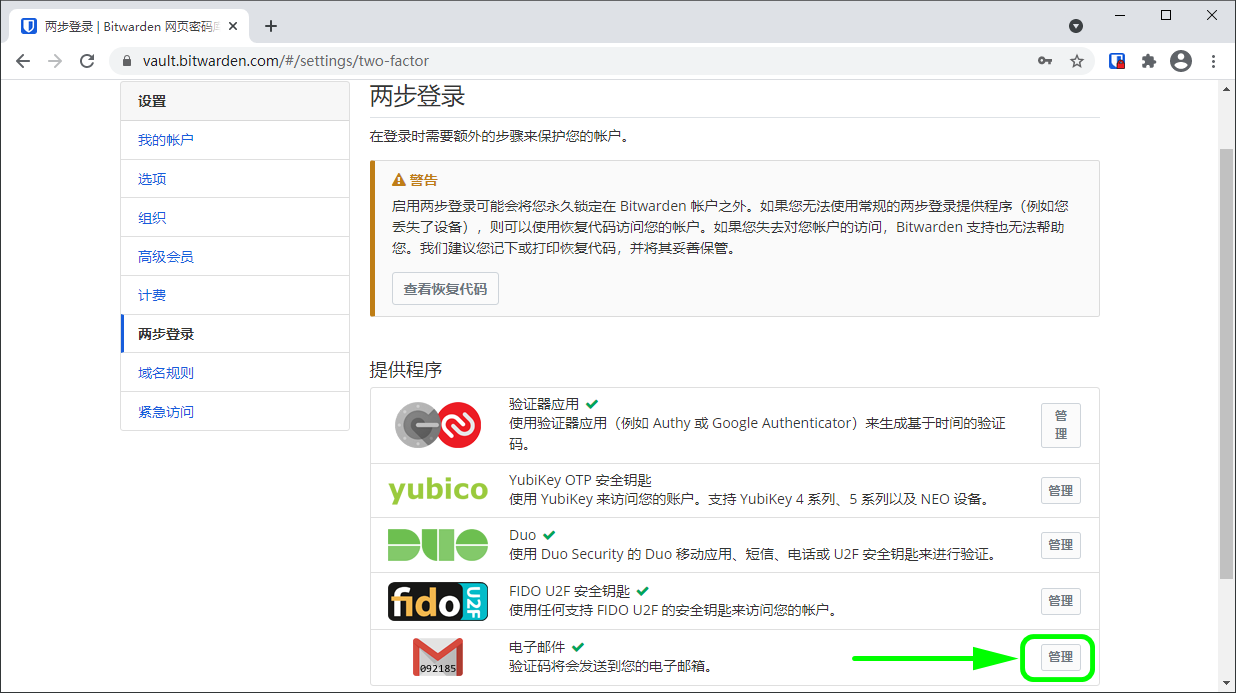 两步登录 | Bitwarden 网页密码库
vault.bitwarden.com/#/settings/two-factor
设置
我的帐户
选项
组织
高级会员
计费
两步登录
域名规则
紧急访问
两步登录
在登录时需要额外的步骤来保护您的帐户。
警告
启用两步登录可能会将您永久锁定在 Bitwarden 帐户之外。如果您无法使用常规的两步登录提供程序（例如您
丢失了设备），则可以使用恢复代码访问您的帐户。如果您失去对您帐户的访问，Bitwarden 支持也无法帮助
您。我们建议您记下或打印恢复代码，并将其妥善保管。
查看恢复代码
提供程序
验证器应用
使用验证器应用（例如 Authy 或 Google Authenticator）来生成基于时间的验证
码。
管
理
yubico
YubiKey OTP 安全钥匙
使用 YubiKey 来访问您的账户。支持 YubiKey 4 系列、5 系列以及 NEO 设备。
管理
DUO
Duo
使用 Duo Security 的 Duo 移动应用、短信、电话或 U2F 安全钥匙来进行验证。
管理
fido U2F
FIDO U2F 安全钥匙
使用任何支持 FIDO U2F 的安全钥匙来访问您的帐户。
管理
092185
电子邮件
验证码将会发送到您的电子邮箱。
管理